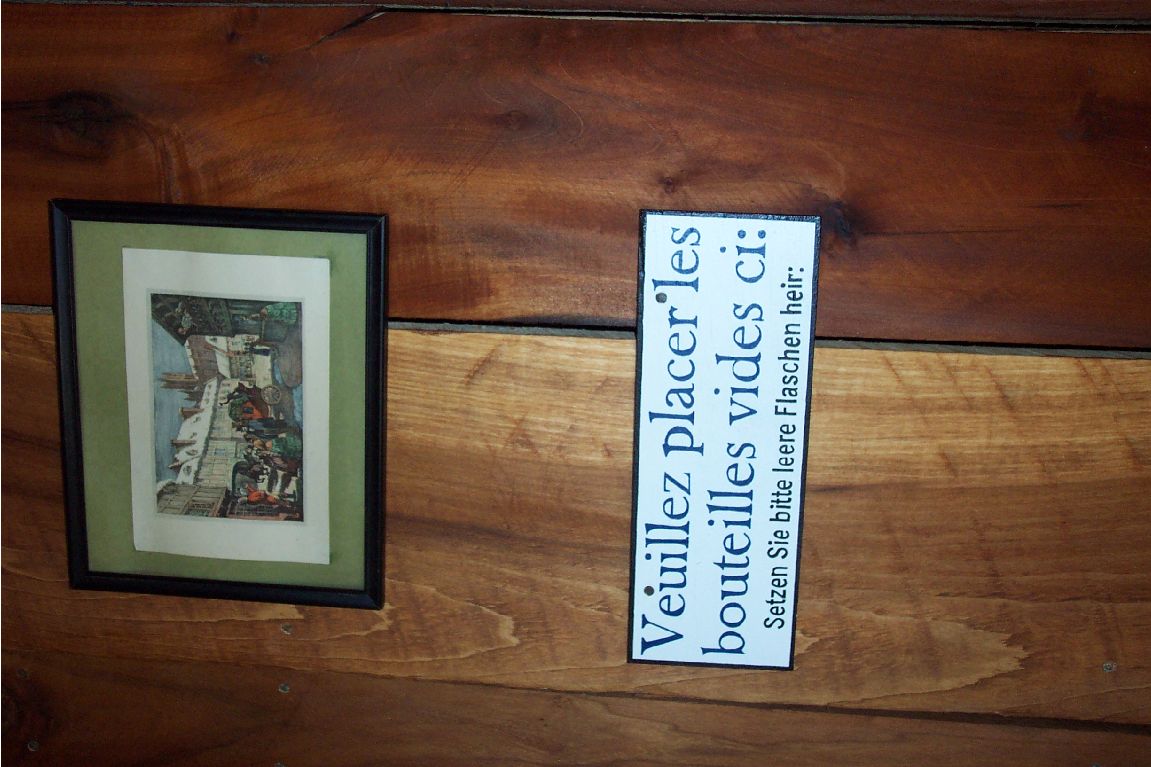 Veuillez placer les
bouteilles vides ci:
Setzen Sie bitte leere Flaschen heir: